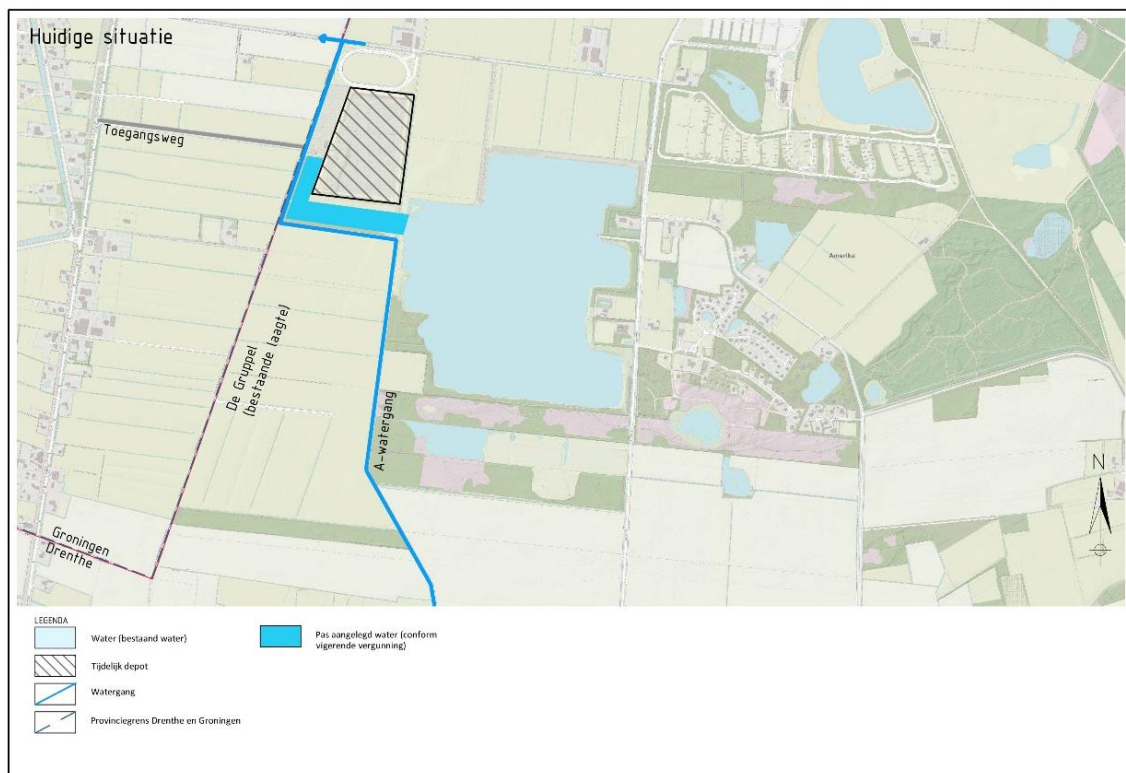 Huidige situatie
Toegangsweg
De Gruppel
(bestaande laagte)
A-watergang
Amerika
N
Groningen
Drenthe
LEGENDA
Water (bestaand water)
Pas aangelegd water (conform
vigerende vergunning)
Tijdelijk depot
Watergang
Provinciegrens Drenthe en Groningen